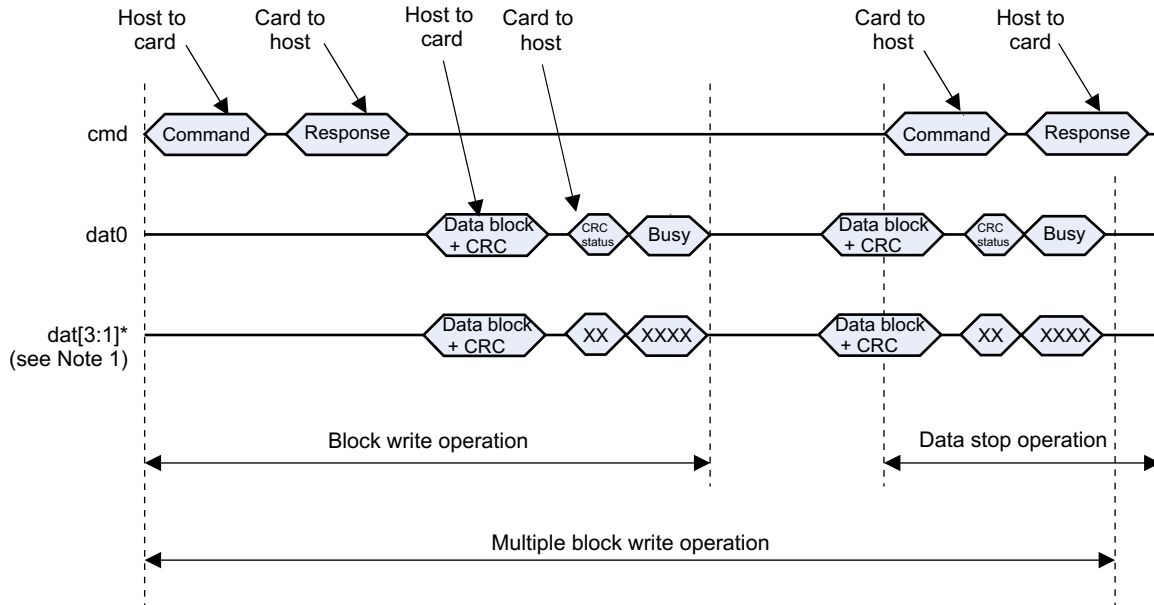 Host to
card
Card to
host
Host to
card
Card to
host
Card to
host
Host to
card
cmd
Command
Response
Command
Response
dat0
Data block
+ CRC
CRC
status
Busy
Data block
+ CRC
CRC
status
Busy
dat[3:1]*
(see Note 1)
Data block
+ CRC
XX
XXXX
Data block
+ CRC
XX
XXXX
Block write operation
Data stop operation
Multiple block write operation